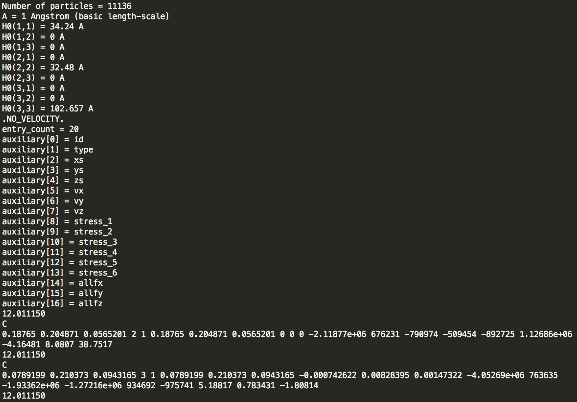 Number of particles = 11136
A = 1 Angstrom (basic length-scale)
H0(1,1) = 34.24 A
H0(1,2) = 0 A
H0(1,3) = 0 A
H0(2,1) = 0 A
H0(2,2) = 32.48 A
H0(2,3) = 0 A
H0(3,1) = 0 A
H0(3,2) = 0 A
H0(3,3) = 102.657 A
.NO_VELOCITY.
entry_count = 20
auxiliary[0] = id
auxiliary[1] = type
auxiliary[2] = xs
auxiliary[3] = ys
auxiliary[4] = zs
auxiliary[5] = vx
auxiliary[6] = vy
auxiliary[7] = vz
auxiliary[8] = stress_1
auxiliary[9] = stress_2
auxiliary[10] = stress_3
auxiliary[11] = stress_4
auxiliary[12] = stress_5
auxiliary[13] = stress_6
auxiliary[14] = allfx
auxiliary[15] = allfy
auxiliary[16] = allfz
12.011150
C
0.18765 0.204871 0.0565201 2 1 0.18765 0.204871 0.0565201 0 0 0 -2.11877e+06 676231 -790974 -509454 -892725 1.12686e+06
-4.16481 8.0807 38.7517
12.011150
C
0.0789199 0.210373 0.0943165 3 1 0.0789199 0.210373 0.0943165 -0.000742622 0.00828395 0.00147322 -4.05269e+06 763635
-1.93362e+06 -1.27216e+06 934692 -975741 5.18817 0.783431 -1.80814
12.011150